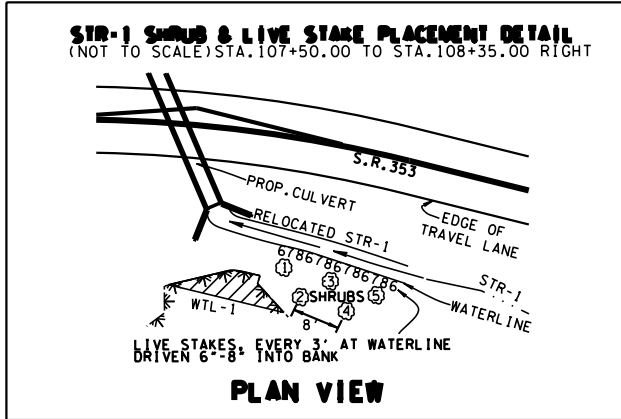 STR-1 SHRUB & LIVE STAKE PLACEMENT DETAIL
(NOT TO SCALE) STA.107+50.00 TO STA.108+35.00 RIGHT
S.R.353
PROP.CULVERT
RELOCATED STR-1
EDGE OF
TRAVEL LANE
STR-1
678678678678678
1
3
2 SHRUBS 5
4
WTL-1
8'
WATERLINE
LIVE STAKES, EVERY 3' AT WATERLINE
DRIVEN 6"-8" INTO BANK
PLAN VIEW